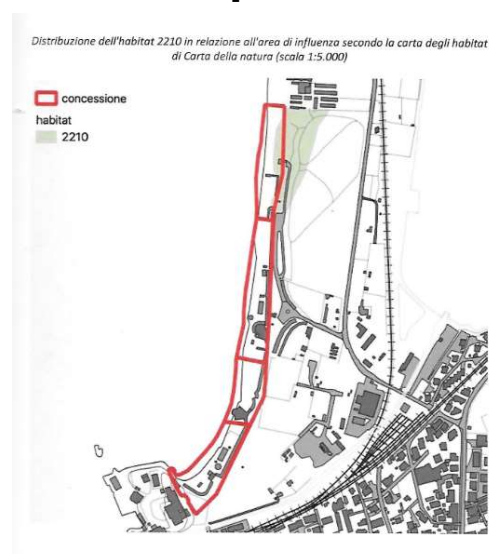 Distribuzione dell'habitat 2210 in relazione all'area di influenza secondo la carta degli habitat
di Carta della natura (scala 1:5.000)
concessione
habitat
2210